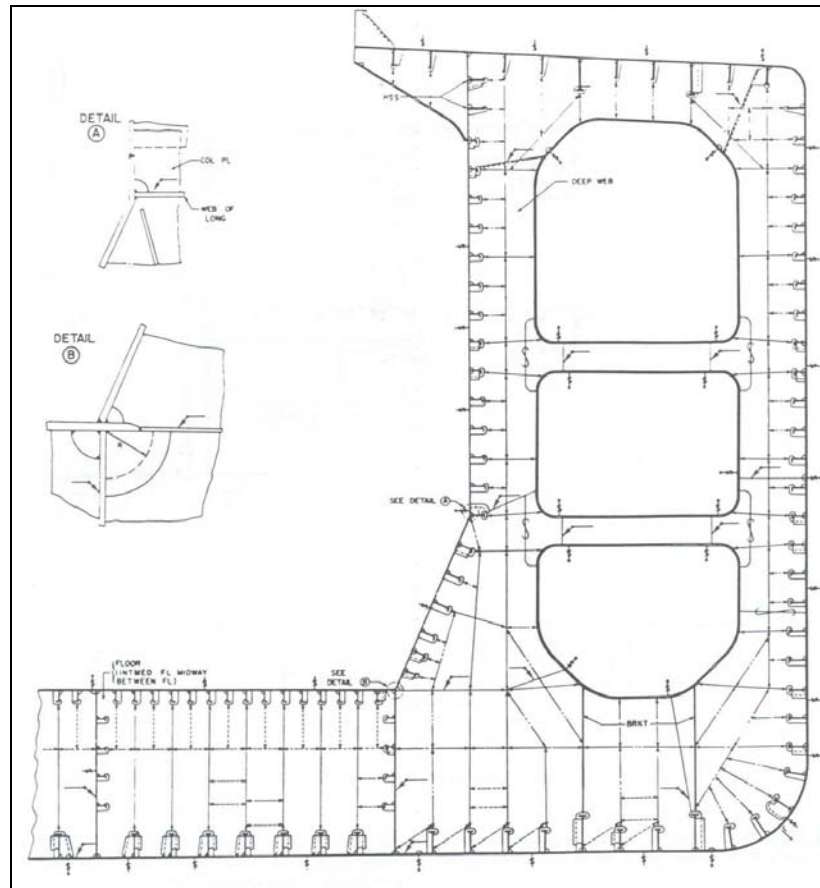 HSS
DETAIL
A
COL PL
WEB OF
LONG
DEEP WEB
DETAIL
B
R
SEE DETAIL A
FLOOR
(INTMED FL MIDWAY
BETWEEN FL)
SEE
DETAIL B
BRKT